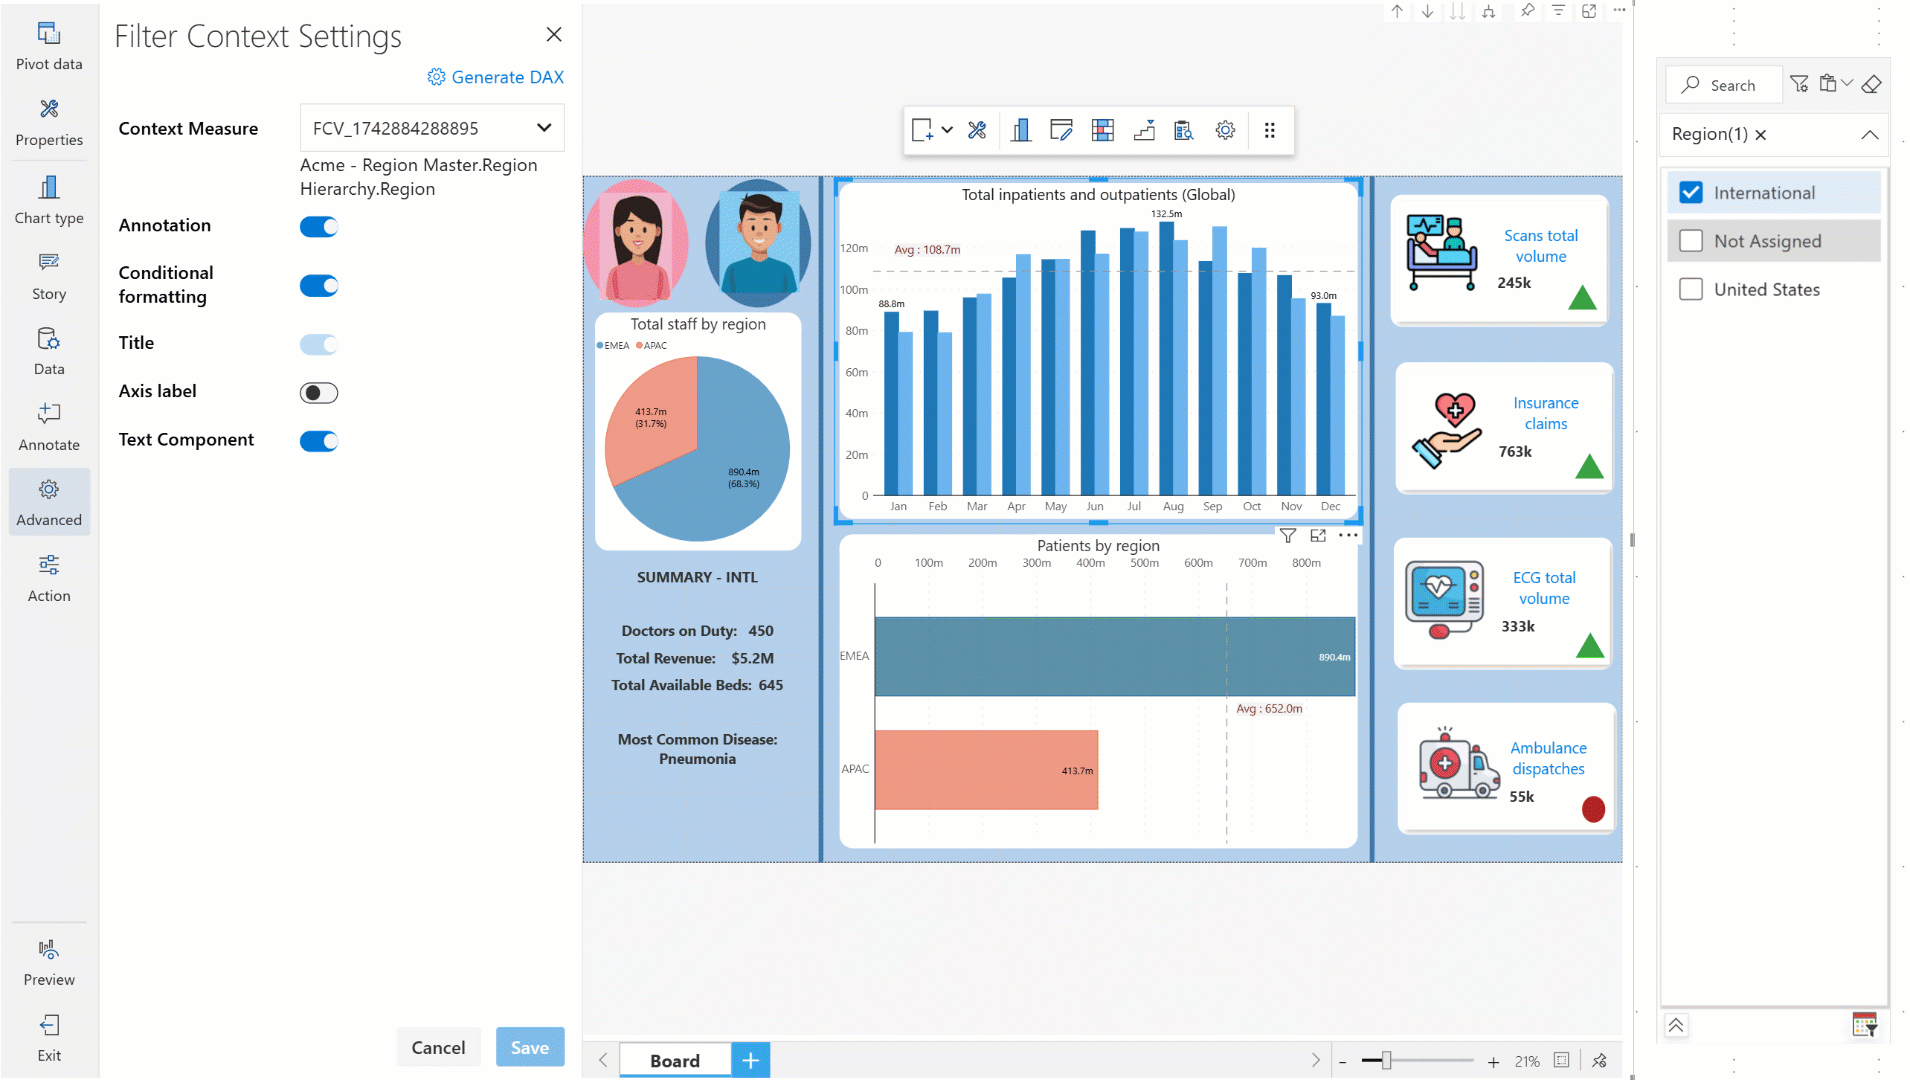 Pivot data
Properties
Chart type
Story
Data
Annotate
Advanced
Action
Preview
Exit
Filter Context Settings
Generate DAX
Context Measure
FCV_1742884288895
Acme - Region Master.Region
Hierarchy.Region
Annotation
Conditional
formatting
Title
Axis label
Text Component
Cancel
Save
Total staff by region
EMEA APAC
413.7m
(31.7%)
890.4m
(68.3%)
SUMMARY - INTL
Doctors on Duty: 450
Total Revenue: $5.2M
Total Available Beds: 645
Most Common Disease:
Pneumonia
Total inpatients and outpatients (Global)
132.5m
Avg : 108.7m
120m
100m
88.8m
93.0m
80m
60m
40m
20m
0
Jan Feb Mar Apr May Jun Jul Aug Sep Oct Nov Dec
Patients by region
0 100m 200m 300m 400m 500m 600m 700m 800m
EMEA
890.4m
Avg : 652.0m
APAC
413.7m
Scans total
volume
245k
Insurance
claims
763k
ECG total
volume
333k
Ambulance
dispatches
55k
Board
21%
Search
Region(1)
International
Not Assigned
United States